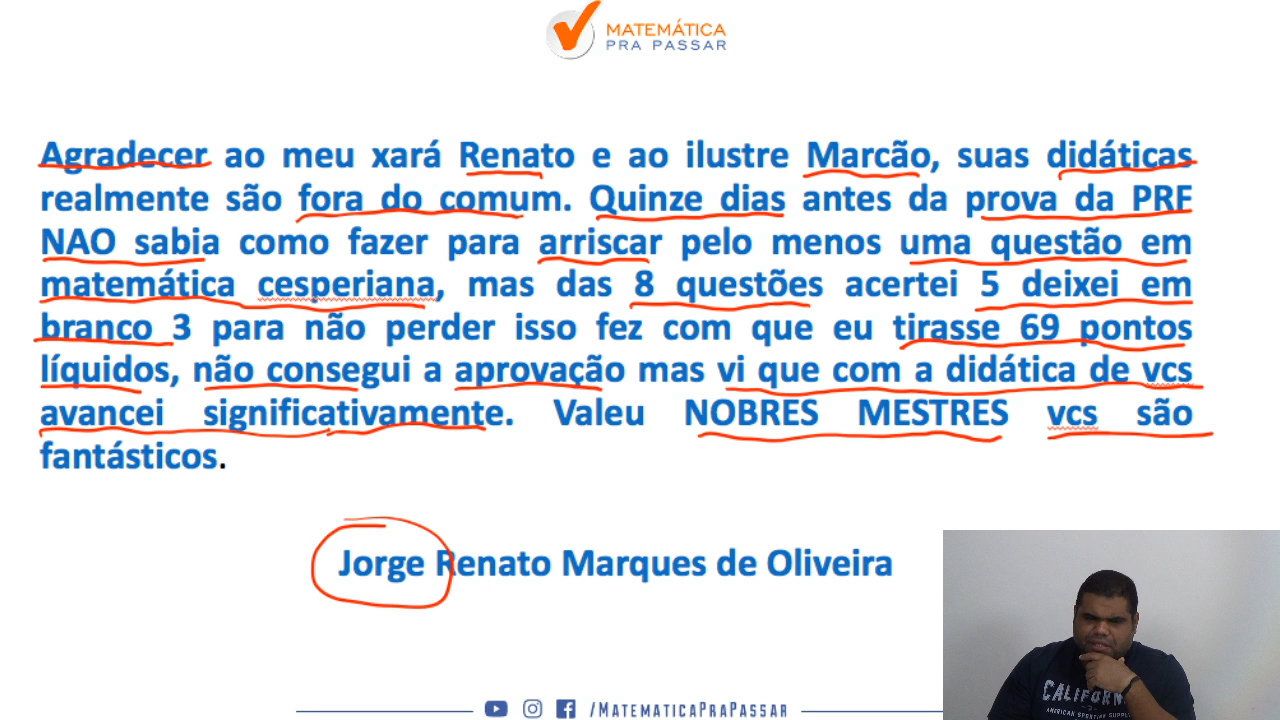 MATEMÁTICA
PRA PASSAR
Agradecer ao meu xará Renato e ao ilustre Marcão, suas didáticas
realmente são fora do comum. Quinze dias antes da prova da PRF
NAO sabia como fazer para arriscar pelo menos uma questão em
matemática cesperiana, mas das 8 questões acertei 5 deixei em
branco 3 para não perder isso fez com que eu tirasse 69 pontos
líquidos, não consegui a aprovação mas vi que com a didática de vcs
avancei significativamente. Valeu NOBRES MESTRES vcs são
fantásticos.
Jorge Renato Marques de Oliveira
CALIFORN
AMERICAN SPORTING SUPPL
/MATEMATICAPRAPASSAR